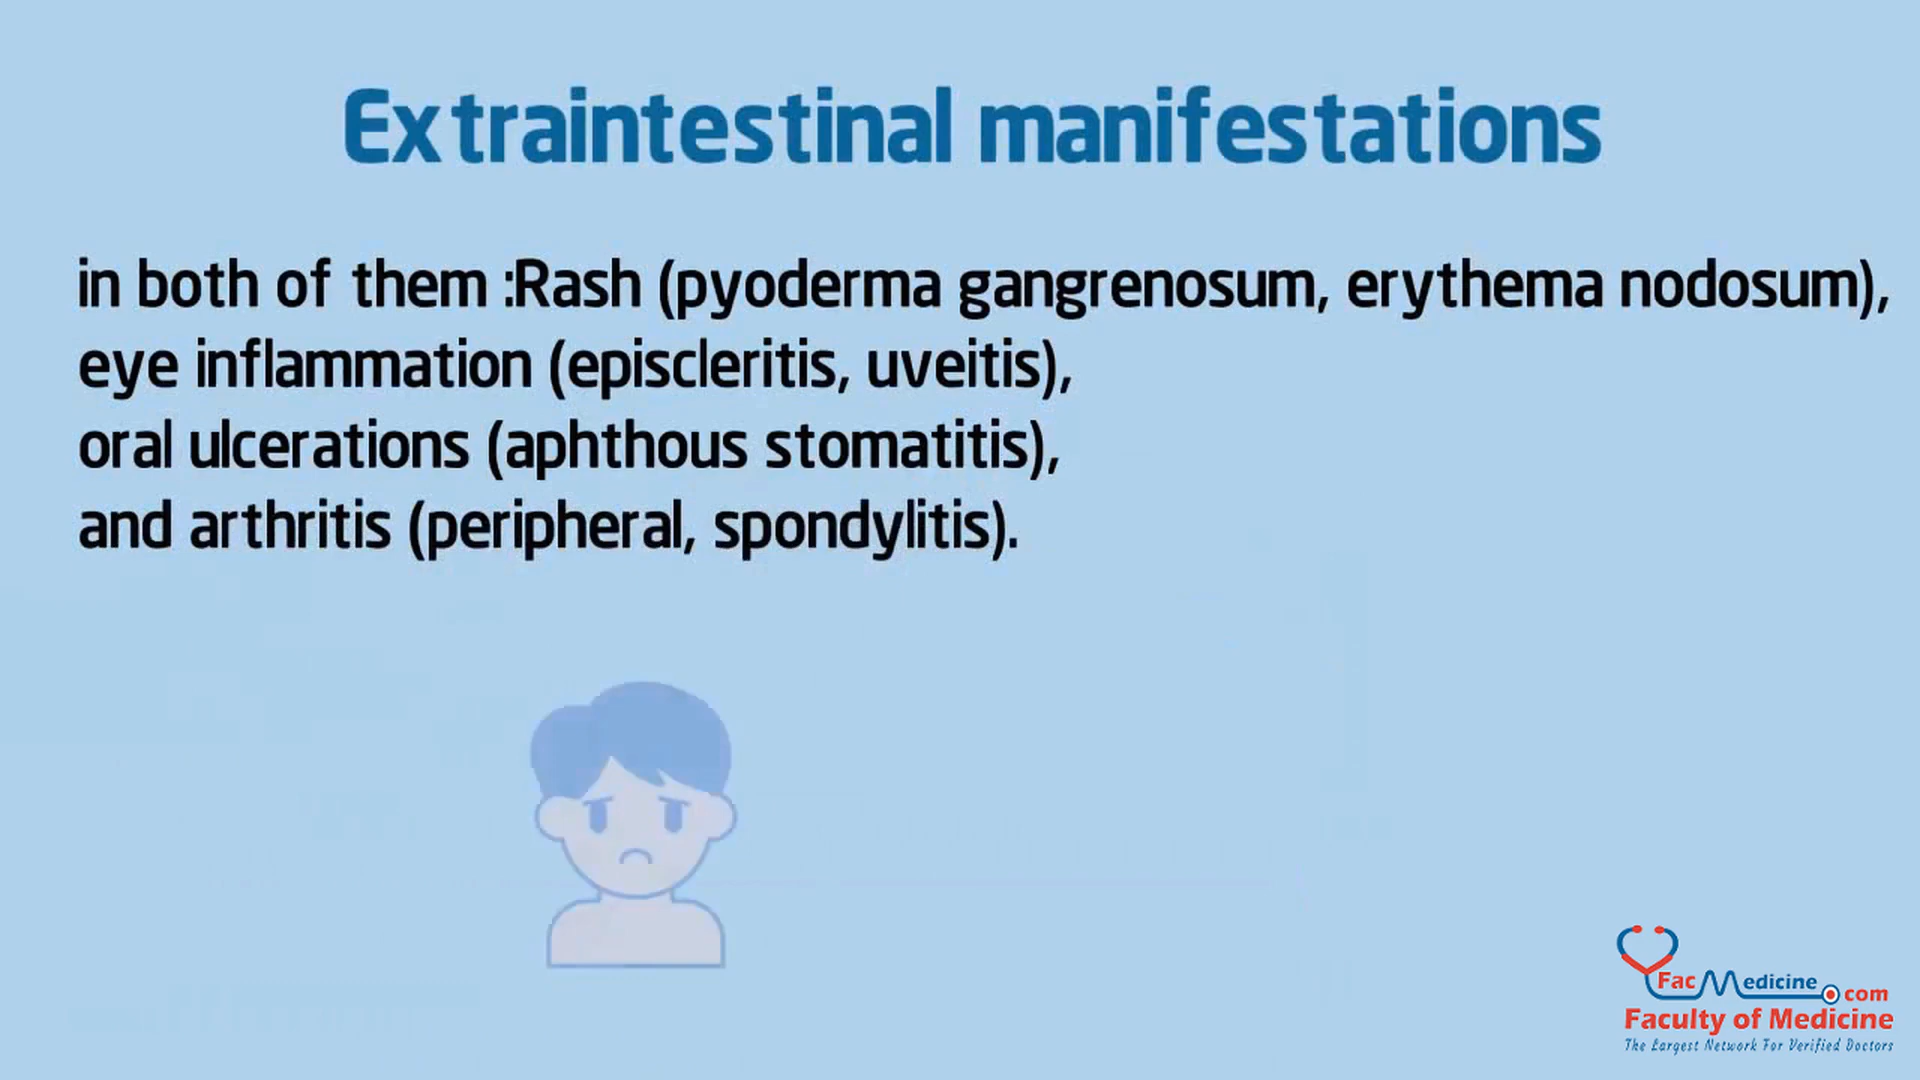 Extraintestinal manifestations
in both of them :Rash (pyoderma gangrenosum, erythema nodosum),
eye inflammation (episcleritis, uveitis),
oral ulcerations (aphthous stomatitis),
and arthritis (peripheral, spondylitis).
FacMedicine.com
Faculty of Medicine
The Largest Network For Verified Doctors